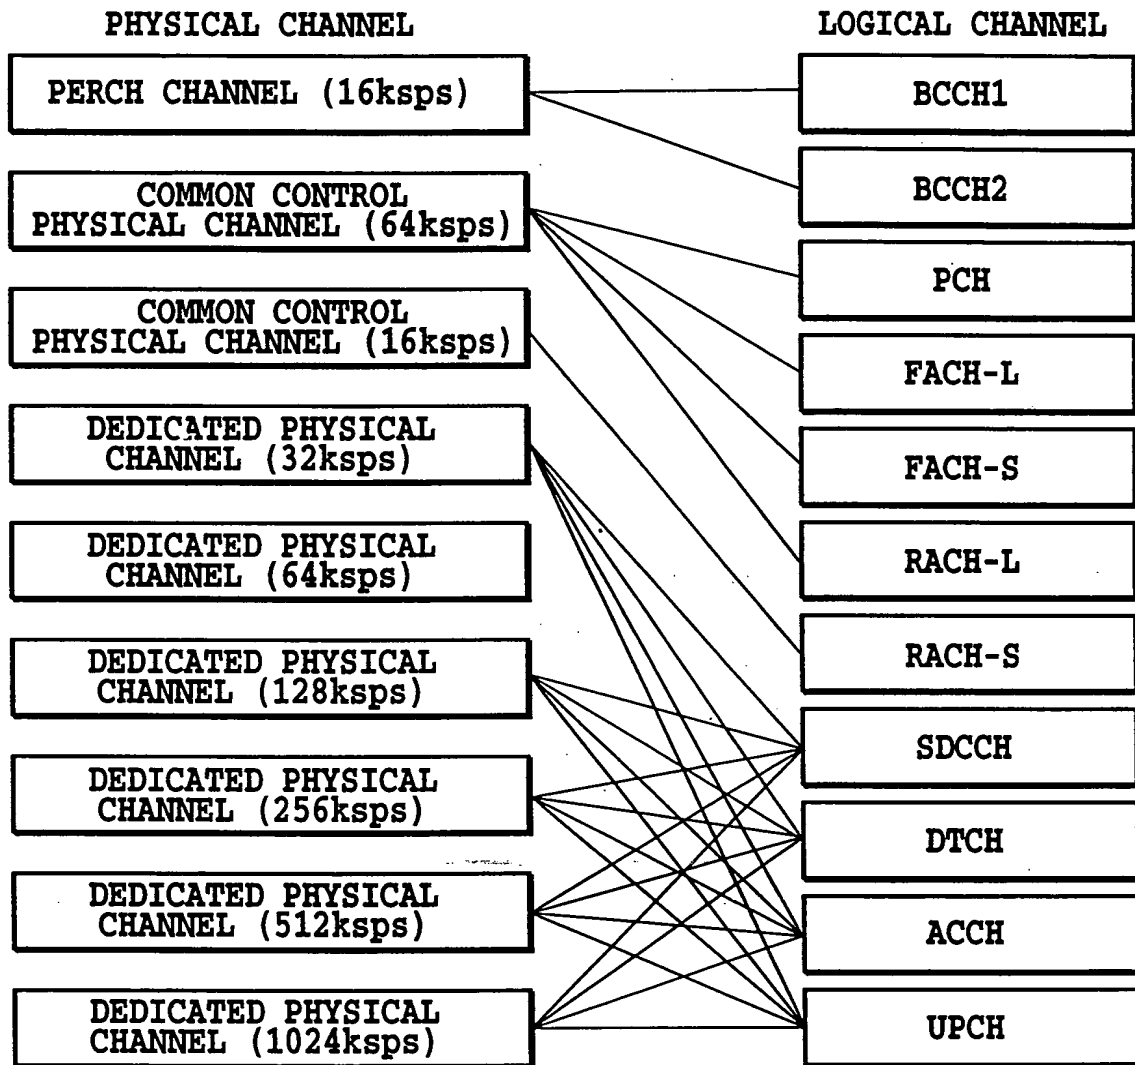 PHYSICAL CHANNEL
LOGICAL CHANNEL
PERCH CHANNEL (16ksps)
BCCH1
COMMON CONTROL
PHYSICAL CHANNEL (64ksps)
BCCH2
PCH
COMMON CONTROL
PHYSICAL CHANNEL (16ksps)
FACH-L
DEDICATED PHYSICAL
CHANNEL (32ksps)
FACH-S
DEDICATED PHYSICAL
CHANNEL (64ksps)
RACH-L
RACH-S
DEDICATED PHYSICAL
CHANNEL (128ksps)
SDCCH
DEDICATED PHYSICAL
CHANNEL (256ksps)
DTCH
DEDICATED PHYSICAL
CHANNEL (512ksps)
ACCH
DEDICATED PHYSICAL
CHANNEL (1024ksps)
UPCH